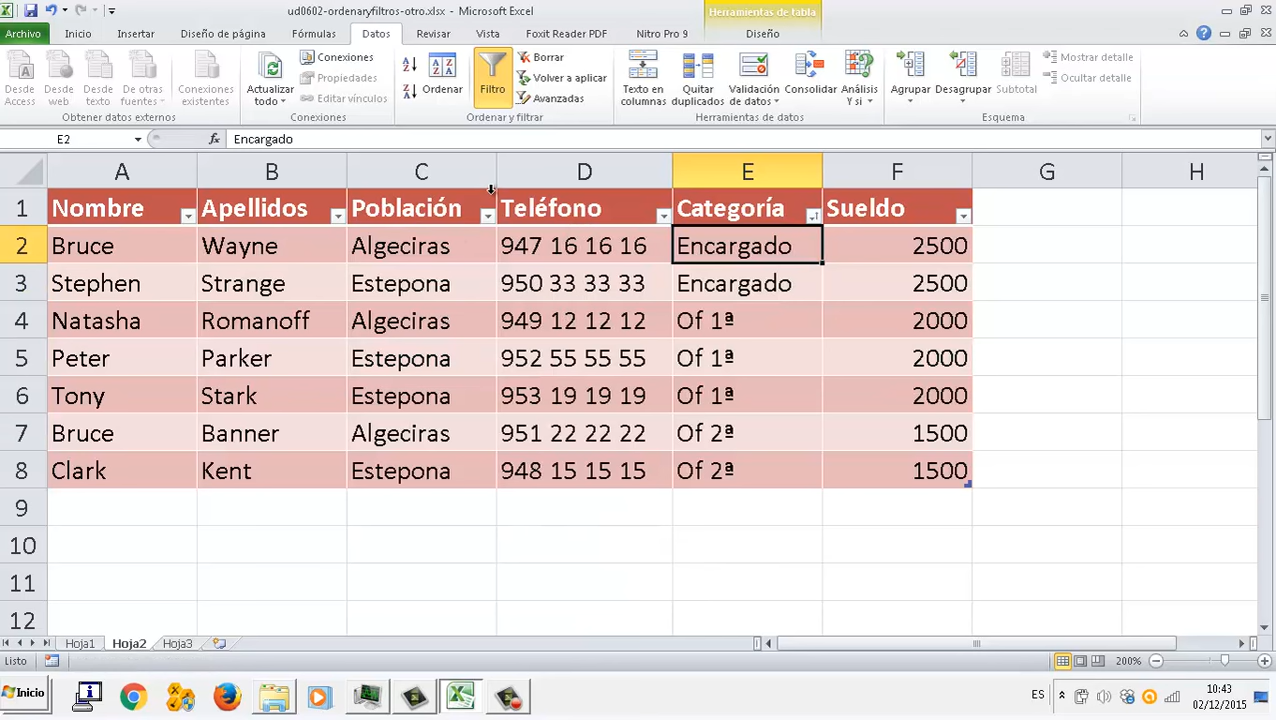 ud0602-ordenaryfiltros-otro.xlsx - Microsoft Excel
Herramientas de tabla
Archivo Inicio Insertar Diseño de página Fórmulas Datos Revisar Vista Foxit Reader PDF Nitro Pro 9 Diseño
Desde Access
Desde web
Desde texto
De otras fuentes
Conexiones existentes
Obtener datos externos
Actualizar todo
Conexiones
Propiedades
Editar vínculos
Conexiones
Ordenar
Filtro
Borrar
Volver a aplicar
Avanzadas
Ordenar y filtrar
Texto en columnas
Quitar duplicados
Validación de datos
Consolidar
Análisis Y si
Herramientas de datos
Agrupar
Desagrupar
Subtotal
Mostrar detalle
Ocultar detalle
Esquema
E2 fx Encargado
A B C D E F G H
1 Nombre Apellidos Población Teléfono Categoría Sueldo
2 Bruce Wayne Algeciras 947 16 16 16 Encargado 2500
3 Stephen Strange Estepona 950 33 33 33 Encargado 2500
4 Natasha Romanoff Algeciras 949 12 12 12 Of 1ª 2000
5 Peter Parker Estepona 952 55 55 55 Of 1ª 2000
6 Tony Stark Estepona 953 19 19 19 Of 1ª 2000
7 Bruce Banner Algeciras 951 22 22 22 Of 2ª 1500
8 Clark Kent Estepona 948 15 15 15 Of 2ª 1500
9
10
11
12
Hoja1 Hoja2 Hoja3
Listo 200%
Inicio ES 10:43
02/12/2015